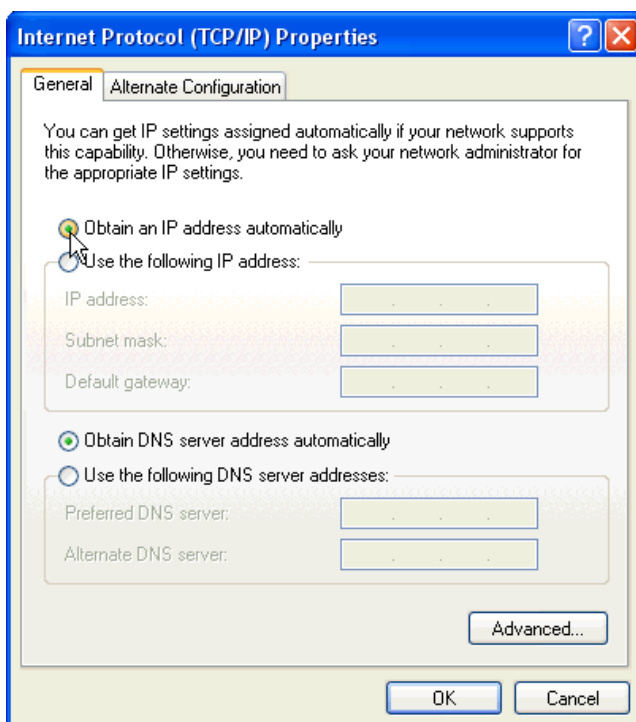 Internet Protocol (TCP/IP) Properties
General
Alternate Configuration
You can get IP settings assigned automatically if your network supports
this capability. Otherwise, you need to ask your network administrator for
the appropriate IP settings.
Obtain an IP address automatically
Use the following IP address:
IP address:
Subnet mask:
Default gateway:
Obtain DNS server address automatically
Use the following DNS server addresses:
Preferred DNS server:
Alternate DNS server:
Advanced...
OK
Cancel